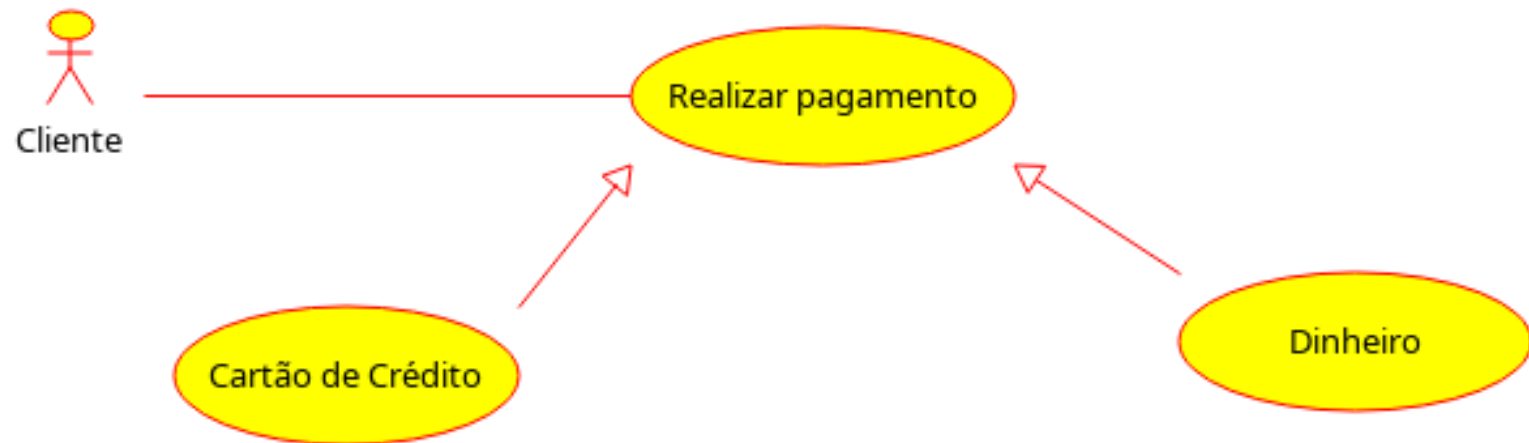 Realizar pagamento
Cliente
Cartão de Crédito
Dinheiro